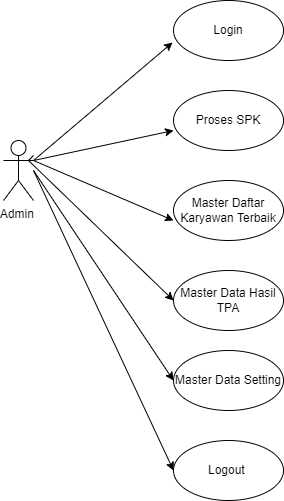 Login
Proses SPK
Admin
Master Daftar
Karyawan Terbaik
Master Data Hasil
TPA
Master Data Setting
Logout